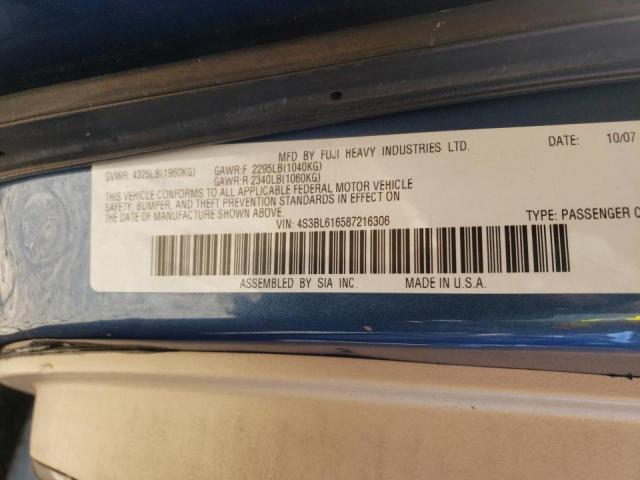 MFD BY FUJI HEAVY INDUSTRIES LTD. DATE: 10/07
GVWR: 4325LB(1960KG) GAWR:F 2295LB(1040KG)
GAWR:R 2340LB(1060KG)
THIS VEHICLE CONFORMS TO ALL APPLICABLE FEDERAL MOTOR VEHICLE
SAFETY, BUMPER, AND THEFT PREVENTION STANDARDS IN EFFECT ON THE
DATE OF MANUFACTURE SHOWN ABOVE.
VIN: 4S3BL616587216306 TYPE: PASSENGER C
ASSEMBLED BY SIA INC. MADE IN U.S.A.